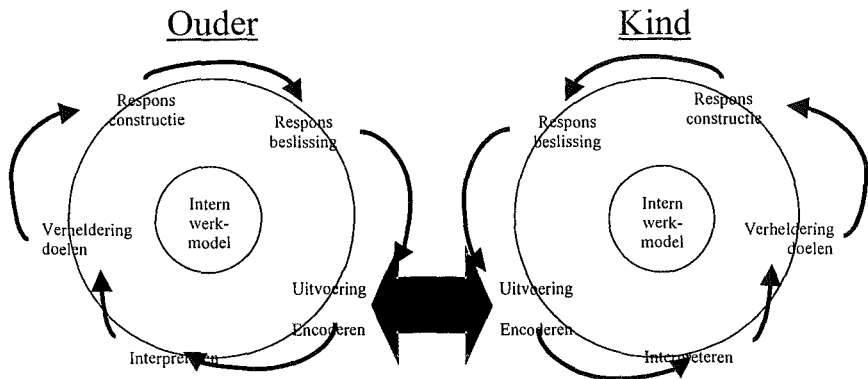 Ouder
Respons
constructie
Respons
beslissing
Intern
werk-
model
Verheldering
doelen
Uitvoering
Encoderen
Interpreteren
Kind
Respons
constructie
Respons
beslissing
Intern
werk-
model
Verheldering
doelen
Uitvoering
Encoderen
Interpreteren